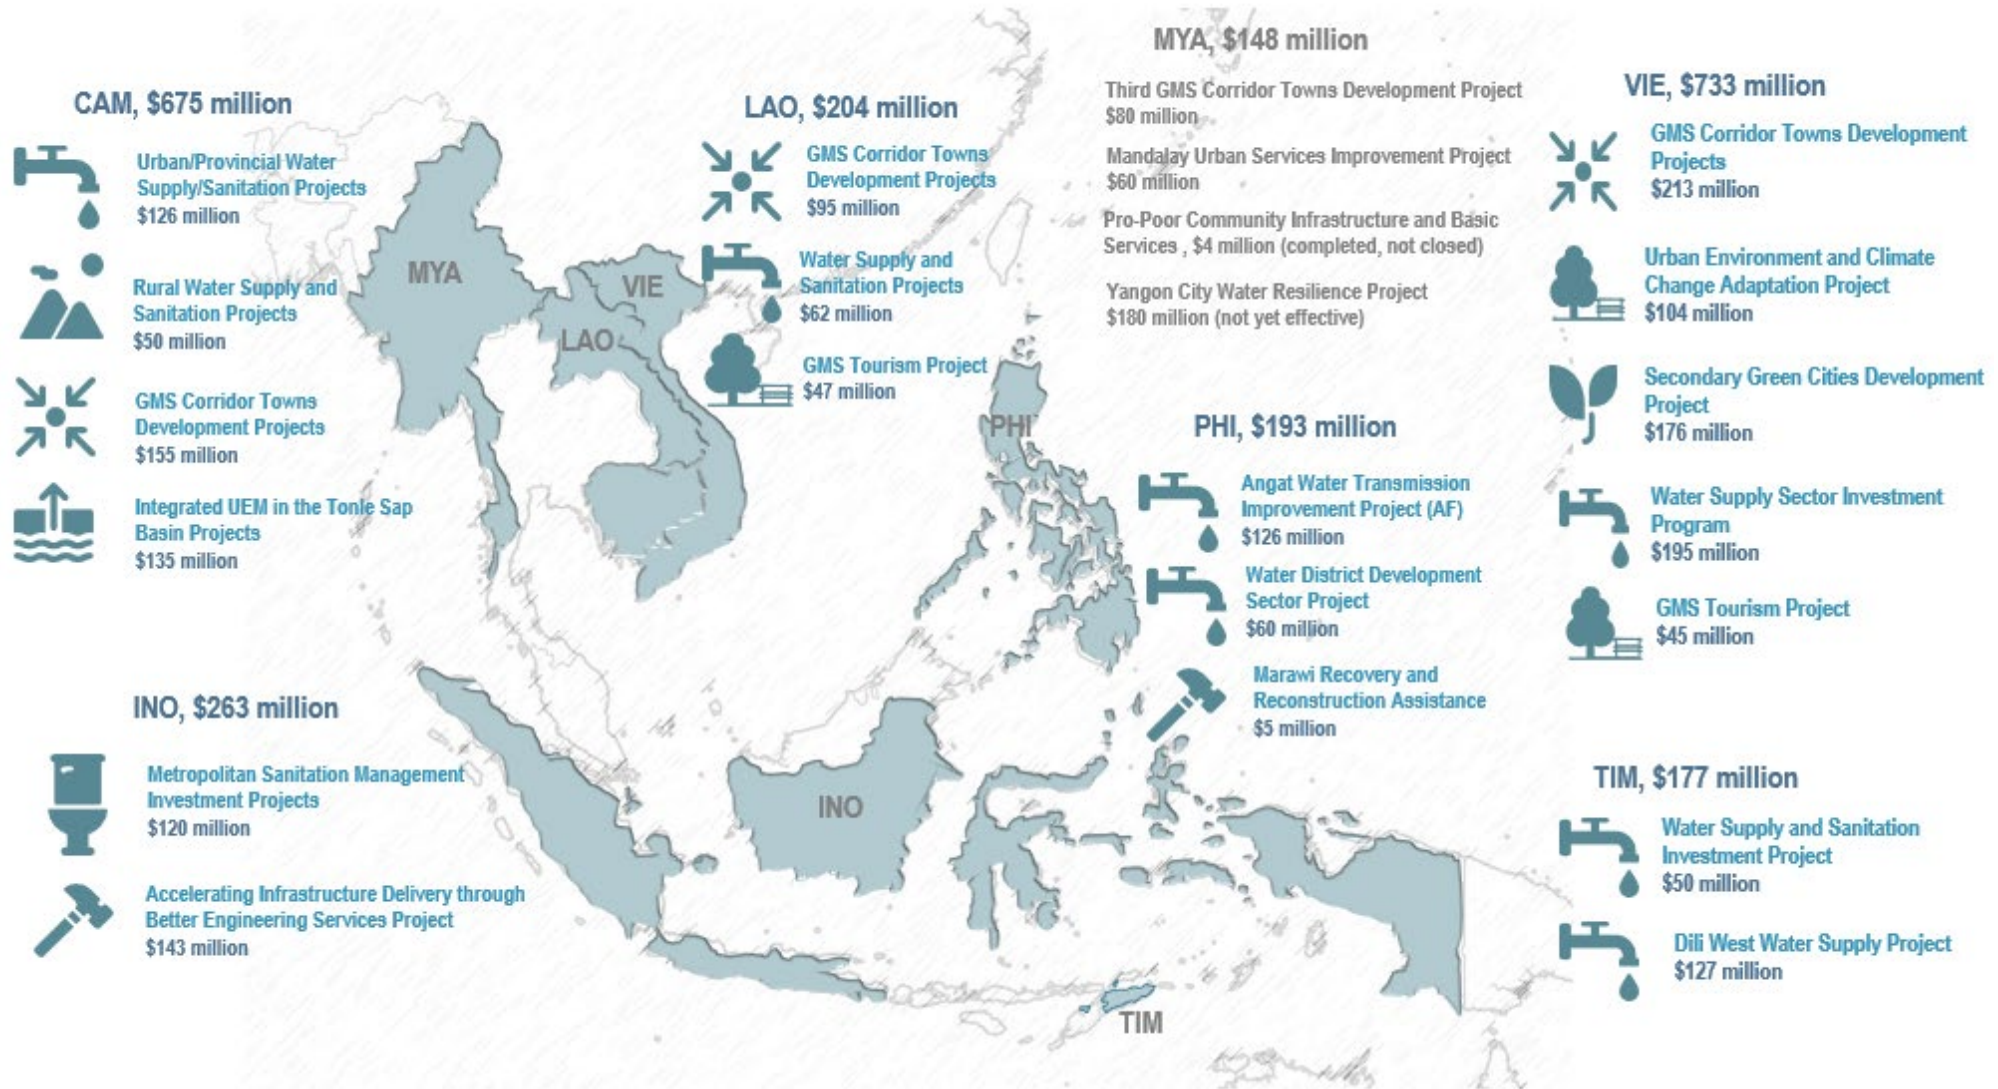 CAM, $675 million
Urban/Provincial Water
Supply/Sanitation Projects
$126 million
Rural Water Supply and
Sanitation Projects
$50 million
GMS Corridor Towns
Development Projects
$155 million
Integrated UEM in the Tonle Sap
Basin Projects
$135 million
INO, $263 million
Metropolitan Sanitation Management
Investment Projects
$120 million
Accelerating Infrastructure Delivery through
Better Engineering Services Project
$143 million
MYA
VIE
LAO
PHI
INO
TIM
LAO, $204 million
GMS Corridor Towns
Development Projects
$95 million
Water Supply and
Sanitation Projects
$62 million
GMS Tourism Project
$47 million
MYA, $148 million
Third GMS Corridor Towns Development Project
$80 million
Mandalay Urban Services Improvement Project
$60 million
Pro-Poor Community Infrastructure and Basic
Services , $4 million (completed, not closed)
Yangon City Water Resilience Project
$180 million (not yet effective)
PHI, $193 million
Angat Water Transmission
Improvement Project (AF)
$126 million
Water District Development
Sector Project
$60 million
Marawi Recovery and
Reconstruction Assistance
$5 million
VIE, $733 million
GMS Corridor Towns Development
Projects
$213 million
Urban Environment and Climate
Change Adaptation Project
$104 million
Secondary Green Cities Development
Project
$176 million
Water Supply Sector Investment
Program
$195 million
GMS Tourism Project
$45 million
TIM, $177 million
Water Supply and Sanitation
Investment Project
$50 million
Dili West Water Supply Project
$127 million